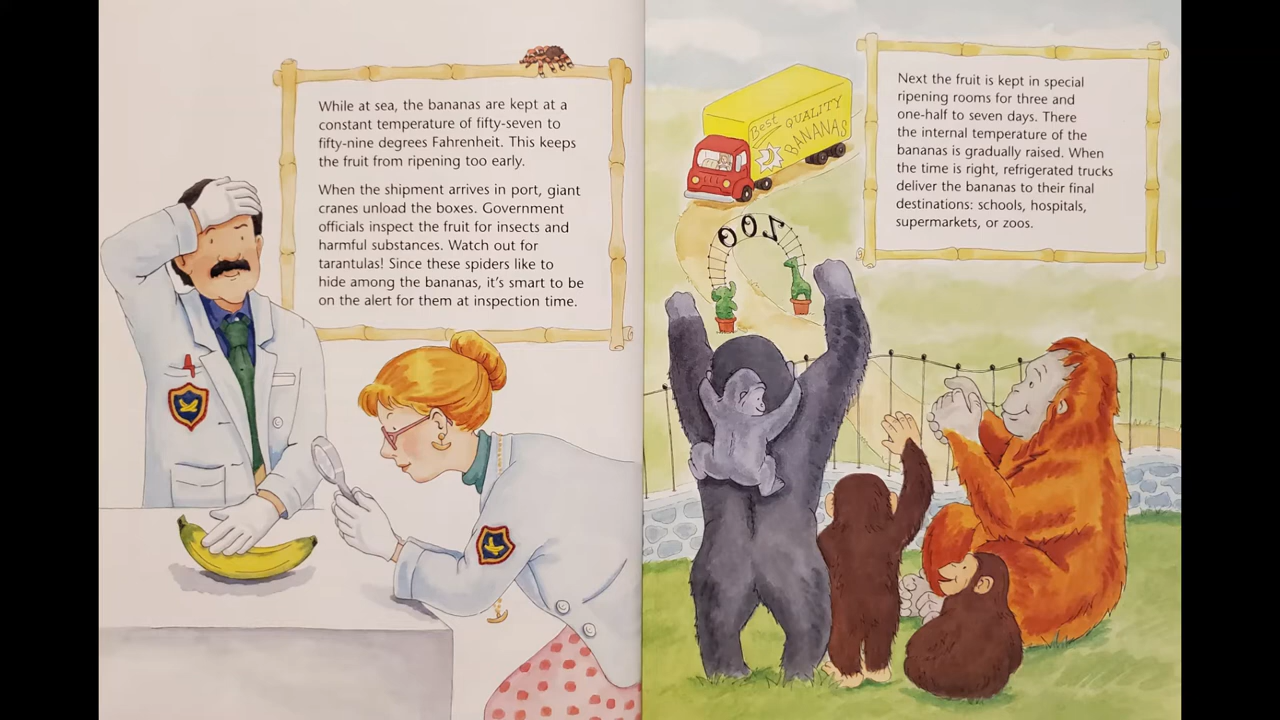 While at sea, the bananas are kept at a
constant temperature of fifty-seven to
fifty-nine degrees Fahrenheit. This keeps
the fruit from ripening too early.
When the shipment arrives in port, giant
cranes unload the boxes. Government
officials inspect the fruit for insects and
harmful substances. Watch out for
tarantulas! Since these spiders like to
hide among the bananas, it's smart to be
on the alert for them at inspection time.
Best QUALITY
BANANAS
ZOO
Next the fruit is kept in special
ripening rooms for three and
one-half to seven days. There
the internal temperature of the
bananas is gradually raised. When
the time is right, refrigerated trucks
deliver the bananas to their final
destinations: schools, hospitals,
supermarkets, or zoos.